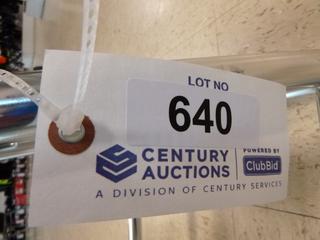 LOT NO
640
CENTURY AUCTIONS
POWERED BY
ClubBid
A DIVISION OF CENTURY SERVICES